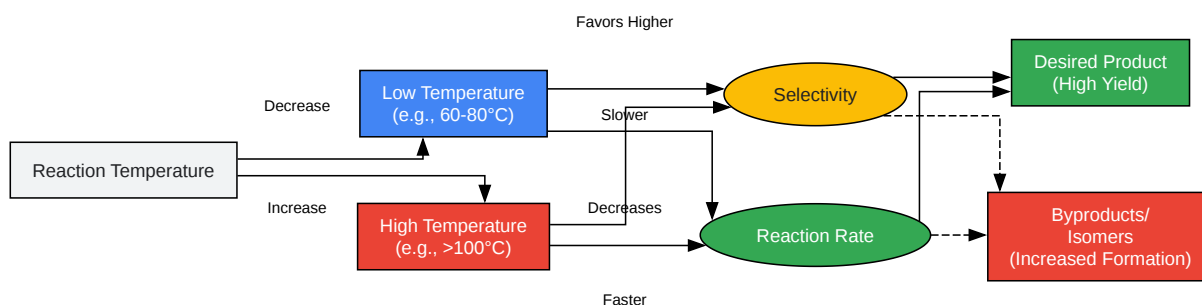 Favors Higher
Desired Product
(High Yield)
Low Temperature
(e.g., 60-80°C)
Decrease
Selectivity
Slower
Reaction Temperature
Increase
Decreases
High Temperature
(e.g., >100°C)
Reaction Rate
Byproducts/
Isomers
(Increased Formation)
Faster